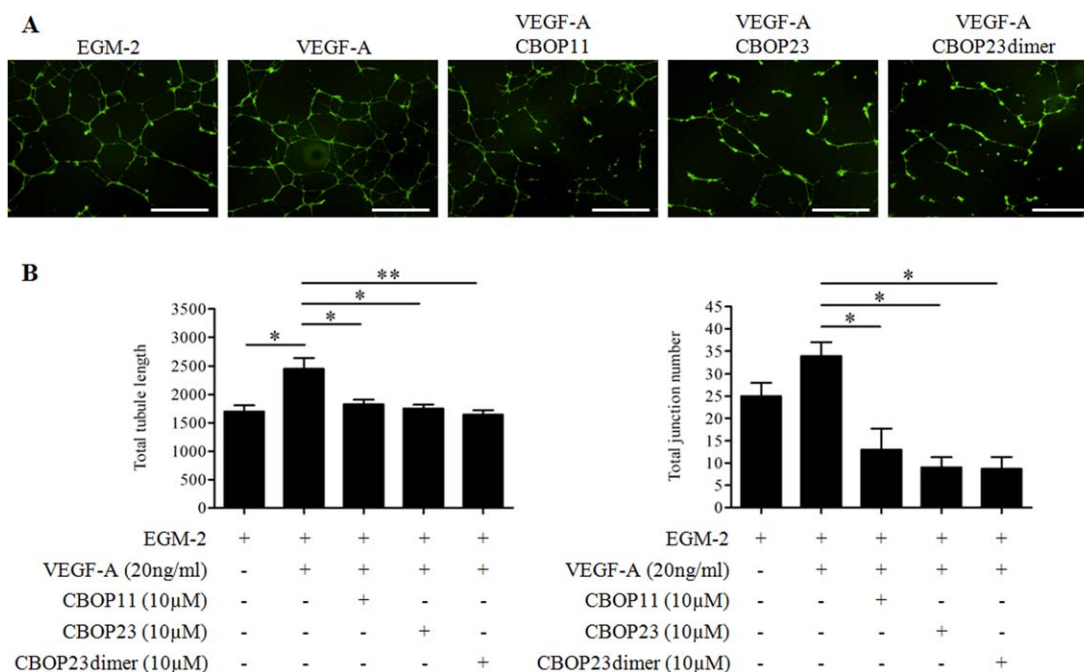 A
EGM-2
VEGF-A
VEGF-A
CBOP11
VEGF-A
CBOP23
VEGF-A
CBOP23dimer
B
**
*
*
*
3500
3000
2500
2000
1500
1000
500
0
Total tubule length
EGM-2 + + + + +
VEGF-A (20ng/ml) - + + + +
CBOP11 (10μM) - - + - -
CBOP23 (10μM) - - - + -
CBOP23dimer (10μM) - - - - +
*
*
*
45
40
35
30
25
20
15
10
5
0
Total junction number
EGM-2 + + + + +
VEGF-A (20ng/ml) - + + + +
CBOP11 (10μM) - - + - -
CBOP23 (10μM) - - - + -
CBOP23dimer (10μM) - - - - +